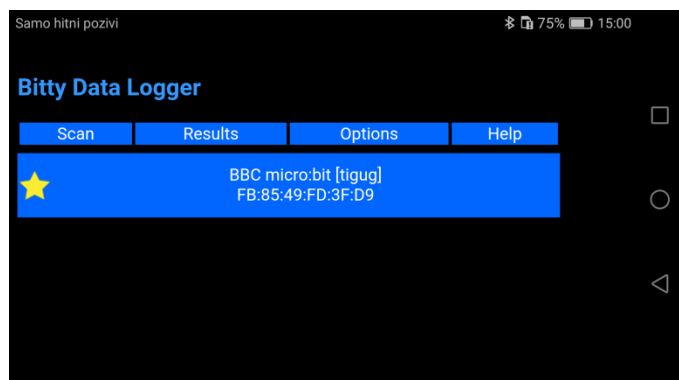 Samo hitni pozivi 75% 15:00
Bitty Data Logger
Scan Results Options Help
BBC micro:bit [tigug]
FB:85:49:FD:3F:D9